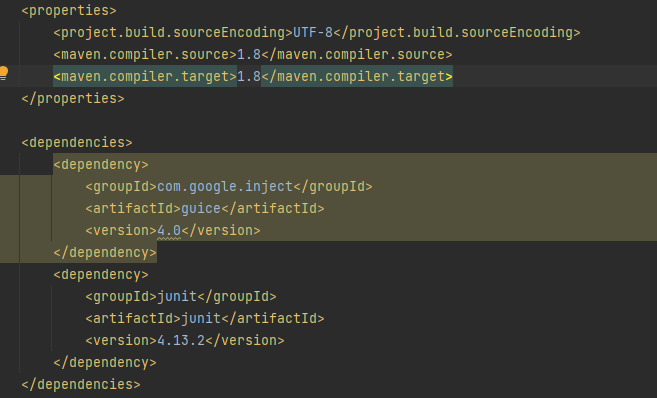 <properties>
<project.build.sourceEncoding>UTF-8</project.build.sourceEncoding>
<maven.compiler.source>1.8</maven.compiler.source>
<maven.compiler.target>1.8</maven.compiler.target>
</properties>
<dependencies>
<dependency>
<groupId>com.google.inject</groupId>
<artifactId>guice</artifactId>
<version>4.0</version>
</dependency>
<dependency>
<groupId>junit</groupId>
<artifactId>junit</artifactId>
<version>4.13.2</version>
</dependency>
</dependencies>